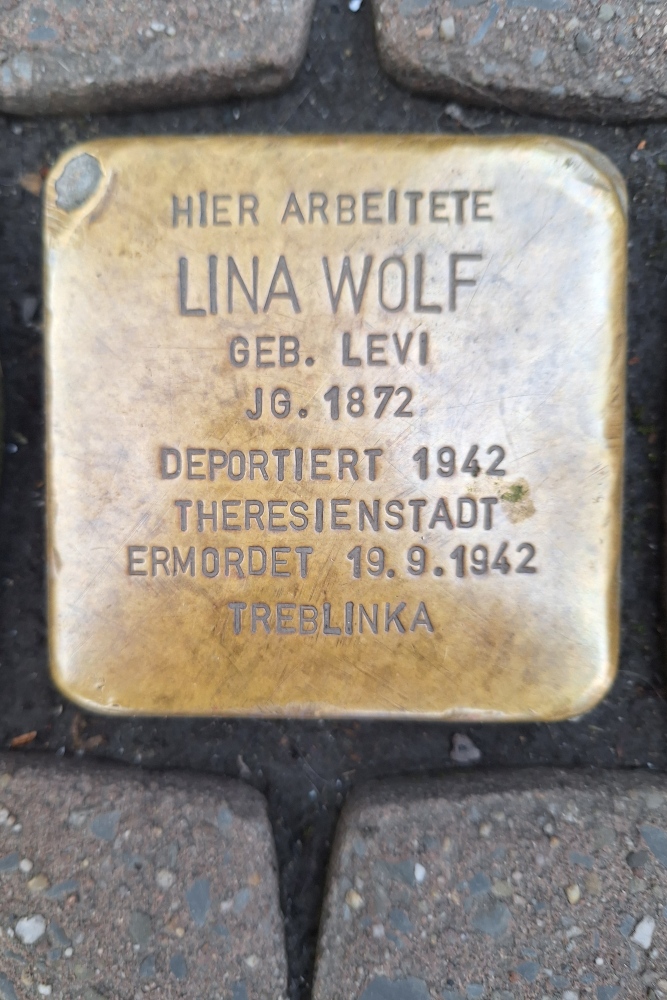 HIER ARBEITETE
LINA WOLF
GEB. LEVI
JG. 1872
DEPORTIERT 1942
THERESIENSTADT
ERMORDET 19.9.1942
TREBLINKA